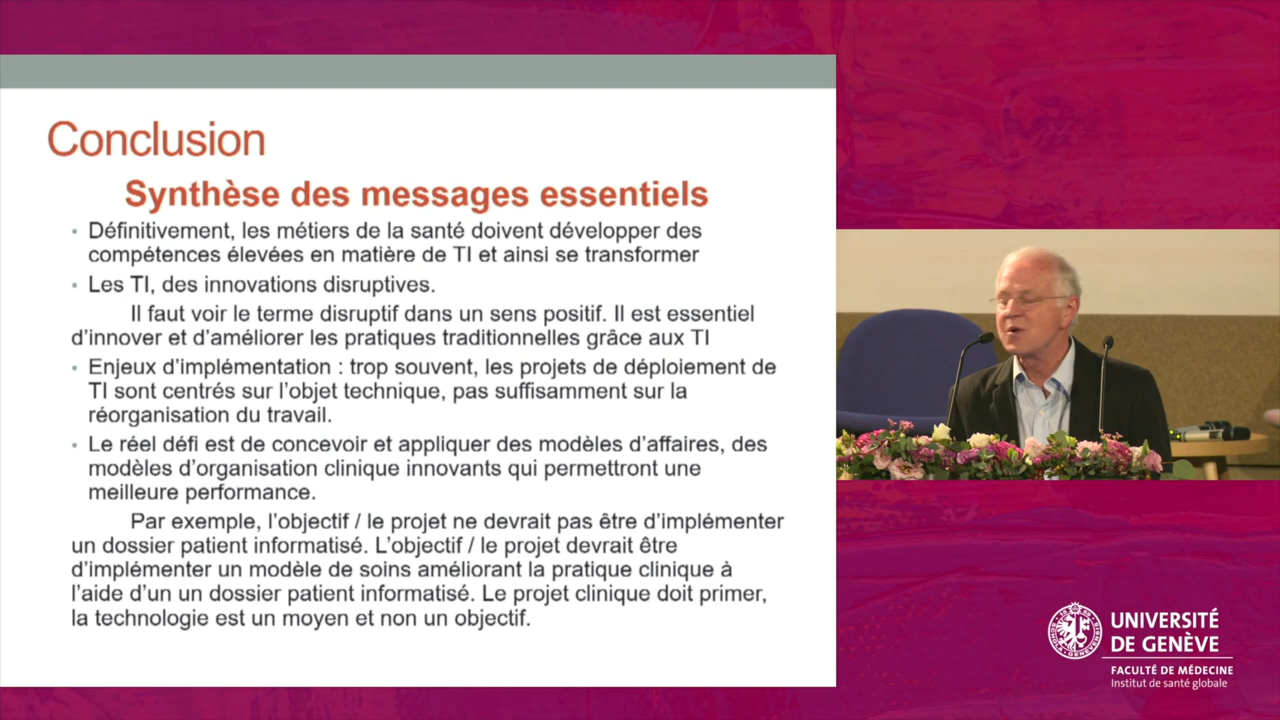 Conclusion
Synthèse des messages essentiels
• Définitivement, les métiers de la santé doivent développer des
compétences élevées en matière de TI et ainsi se transformer
• Les TI, des innovations disruptives.
Il faut voir le terme disruptif dans un sens positif. Il est essentiel
d'innover et d'améliorer les pratiques traditionnelles grâce aux TI
• Enjeux d'implémentation : trop souvent, les projets de déploiement de
TI sont centrés sur l'objet technique, pas suffisamment sur la
réorganisation du travail.
• Le réel défi est de concevoir et appliquer des modèles d'affaires, des
modèles d'organisation clinique innovants qui permettront une
meilleure performance.
Par exemple, l'objectif / le projet ne devrait pas être d'implémenter
un dossier patient informatisé. L'objectif / le projet devrait être
d'implémenter un modèle de soins améliorant la pratique clinique à
l'aide d'un un dossier patient informatisé. Le projet clinique doit primer,
la technologie est un moyen et non un objectif.
UNIVERSITÉ
DE GENÈVE
FACULTÉ DE MÉDECINE
Institut de santé globale